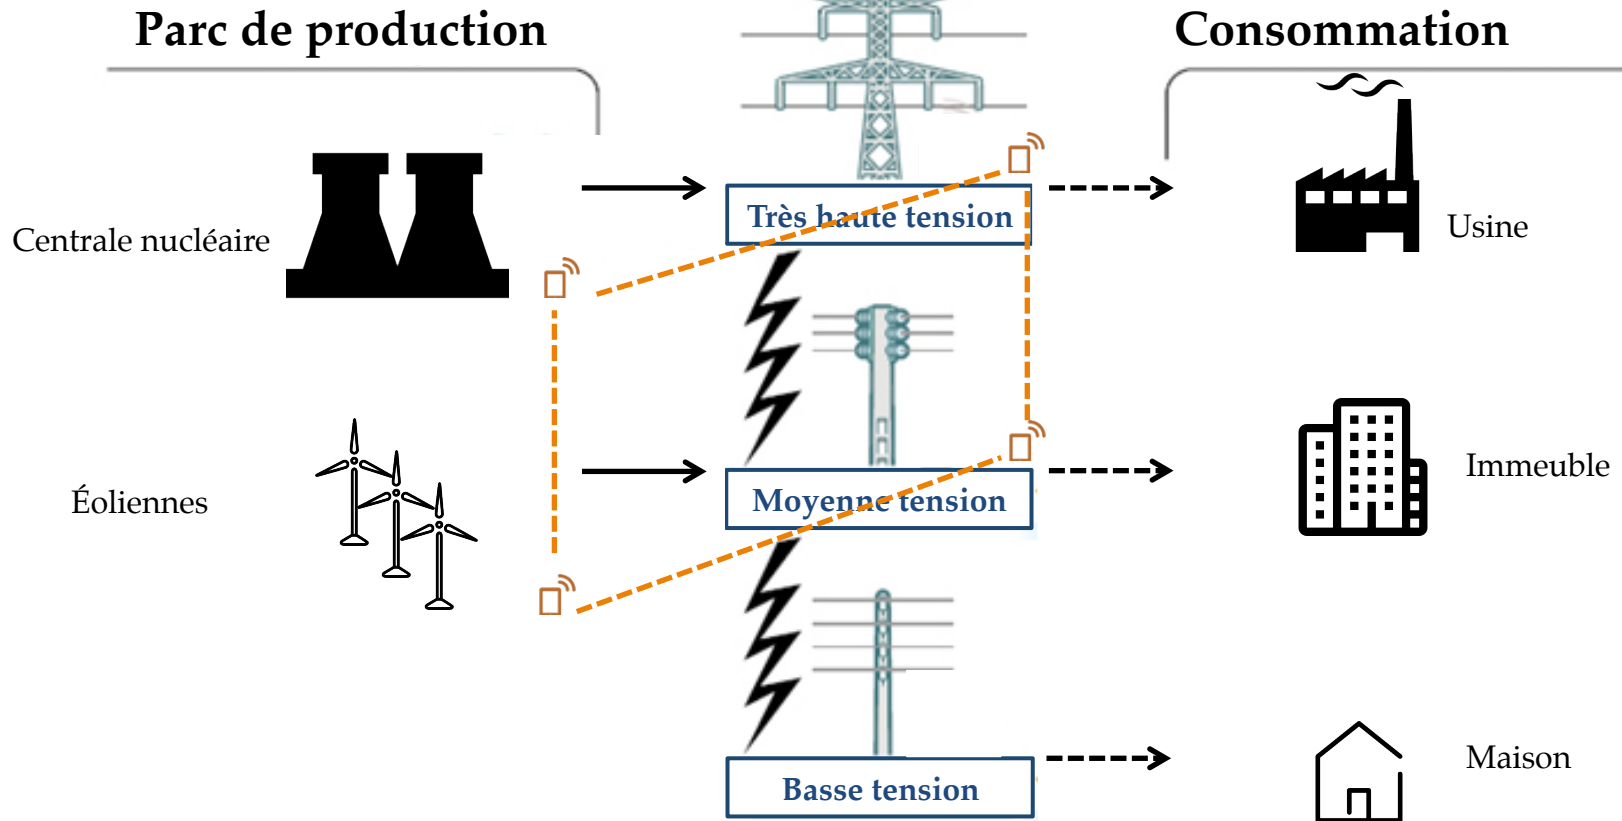 Parc de production
Consommation
Très haute tension
Centrale nucléaire
Usine
Moyenne tension
Éoliennes
Immeuble
Basse tension
Maison